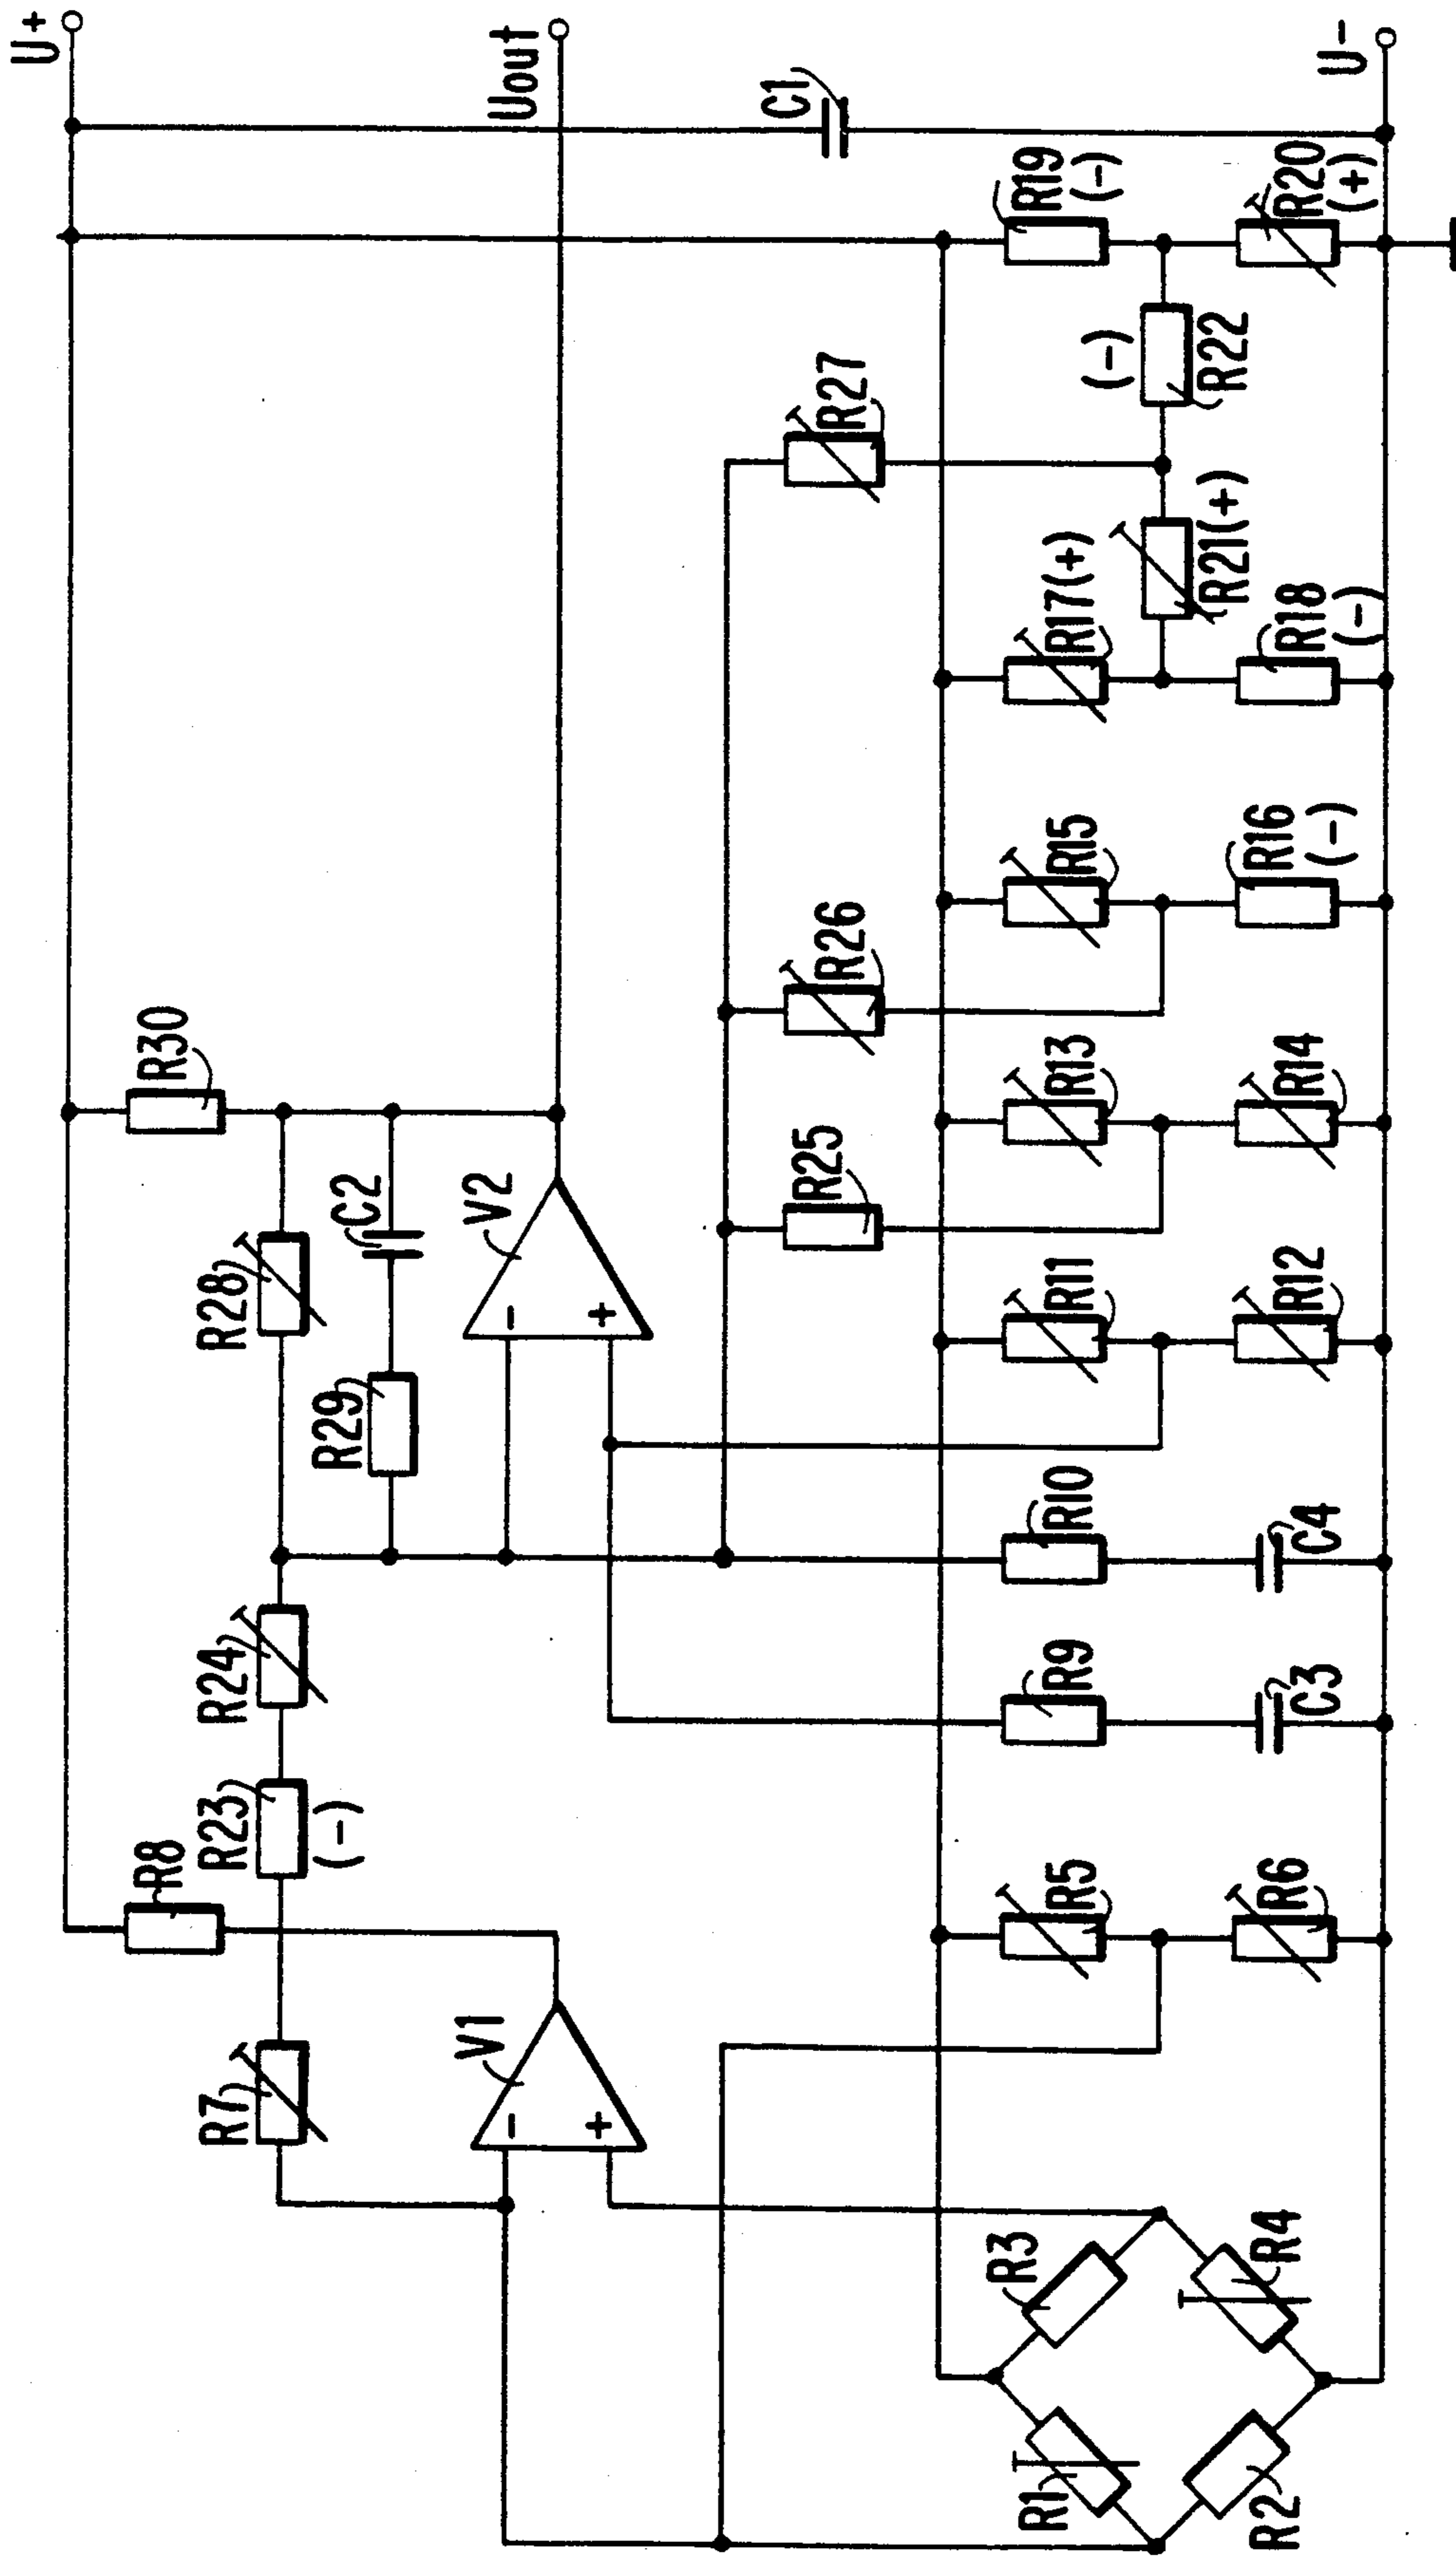 U+
Uout
U-
C1
R19
(-)
R20
(+)
R22
(-)
R27
R21(+)
R17(+)
R18
(-)
R15
R16
(-)
R26
R30
R13
R14
R25
C2
V2
-
+
R28
R11
R12
R29
R10
C4
R24
R9
C3
R23
(-)
R8
R5
R6
V1
-
+
R7
R3
R4
R1
R2